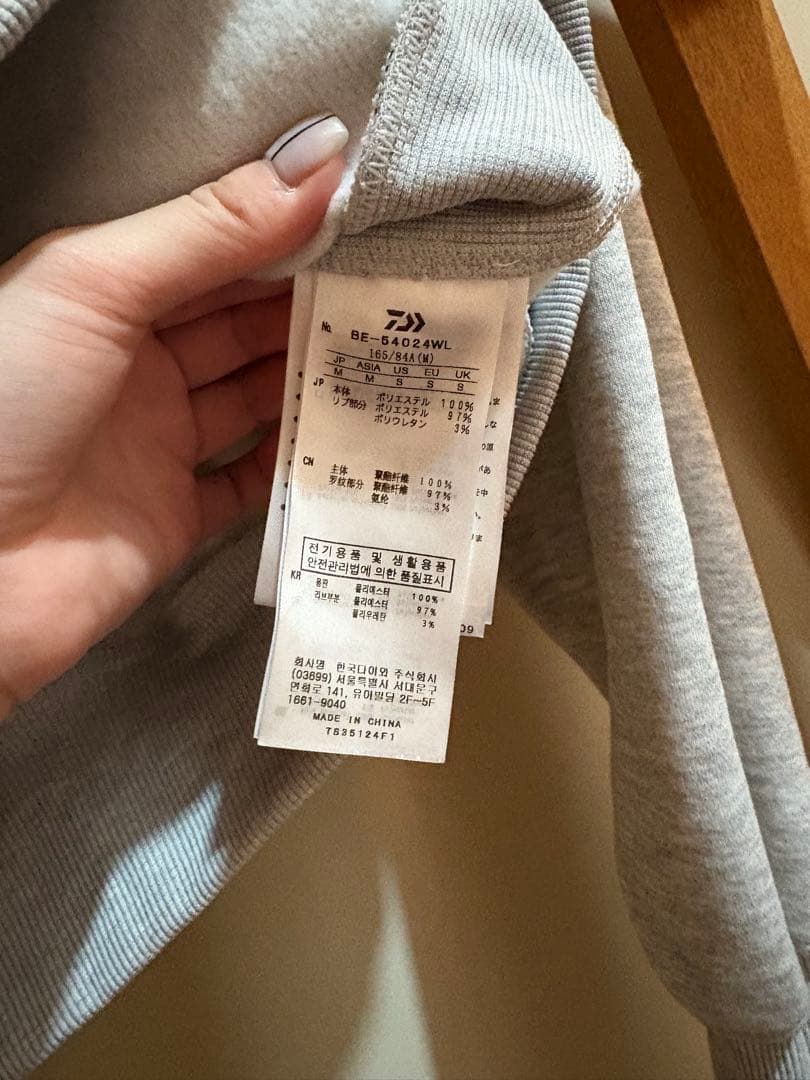 No. BE-54024WL
165/84A(M)
JP ASIA US EU UK
M M S S S
JP 本体 ポリエステル 100%
リブ部分 ポリエステル 97%
ポリウレタン 3%
CN 主体 聚酯纤维 100%
罗纹部分 聚酯纤维 97%
氨纶 3%
전기용품 및 생활용품
안전관리법에 의한 품질표시
KR 몸판 폴리에스터 100%
리브부분 폴리에스터 97%
폴리우레탄 3%
회사명 한국다이와 주식회사
(03699) 서울특별시 서대문구
연희로 141, 유아빌딩 2F~5F
1661-9040
MADE IN CHINA
TS35124F1
09